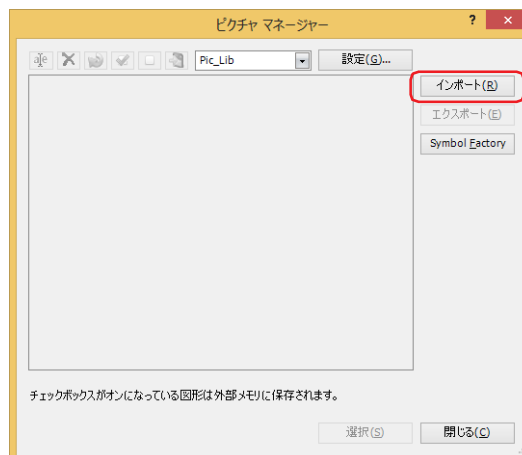 ピクチャ マネージャー
Pic_Lib
設定(G)...
インポート(R)
エクスポート(E)
Symbol Factory
チェックボックスがオンになっている図形は外部メモリに保存されます。
選択(S)
閉じる(C)